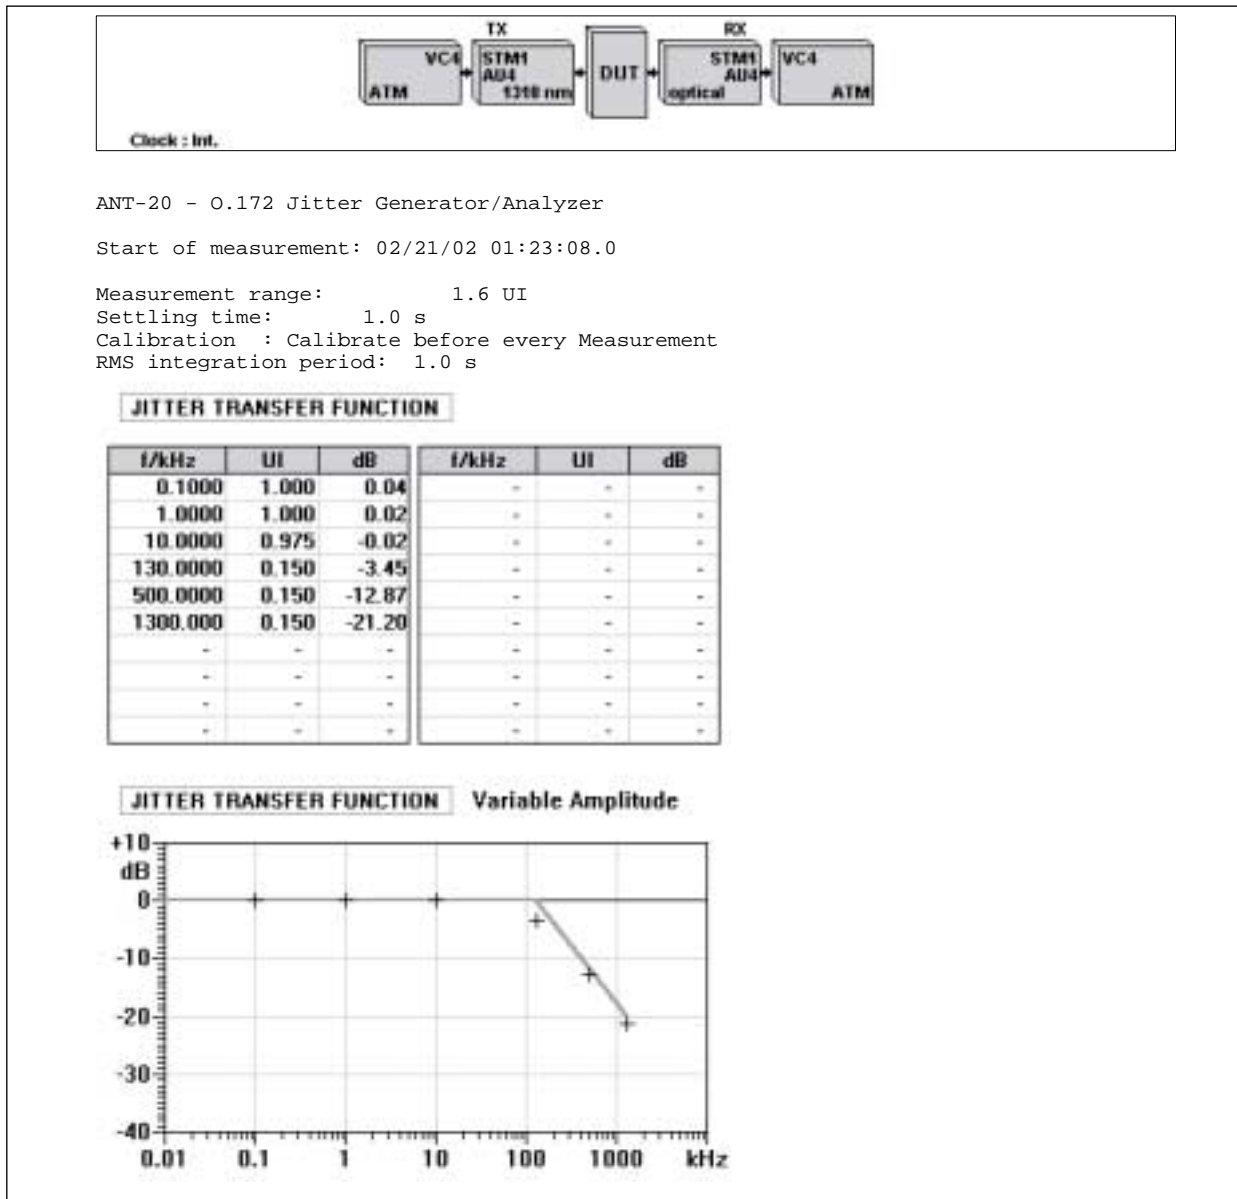 TX RX
VC4 STM1 AU4 1310 nm DUT STM1 AU4 optical VC4
ATM ATM
Clock : Int.
ANT-20 - O.172 Jitter Generator/Analyzer
Start of measurement: 02/21/02 01:23:08.0
Measurement range: 1.6 UI
Settling time: 1.0 s
Calibration : Calibrate before every Measurement
RMS integration period: 1.0 s
JITTER TRANSFER FUNCTION
f/kHz UI dB f/kHz UI dB
0.1000 1.000 0.04 - - -
1.0000 1.000 0.02 - - -
10.0000 0.975 -0.02 - - -
130.0000 0.150 -3.45 - - -
500.0000 0.150 -12.87 - - -
1300.000 0.150 -21.20 - - -
- - - - - -
- - - - - -
- - - - - -
- - - - - -
JITTER TRANSFER FUNCTION Variable Amplitude
+10
dB
0
-10
-20
-30
-40
0.01 0.1 1 10 100 1000 kHz